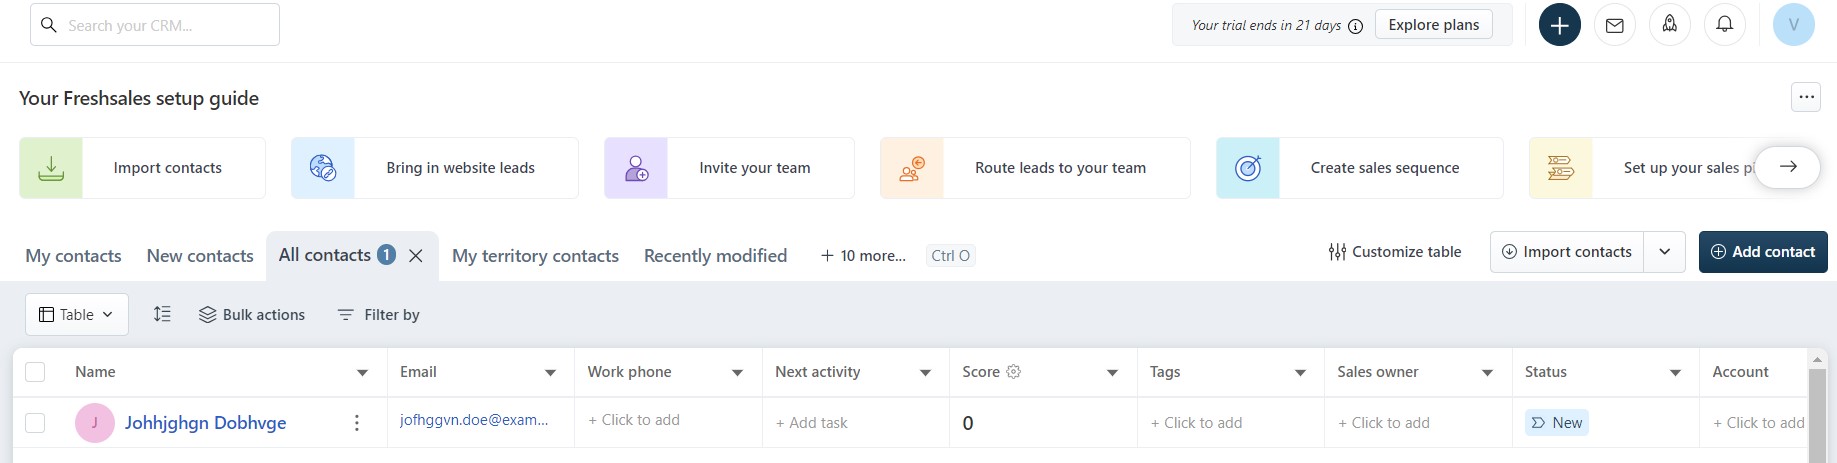 Search your CRM...
Your trial ends in 21 days
Explore plans
V
Your Freshsales setup guide
Import contacts
Bring in website leads
Invite your team
Route leads to your team
Create sales sequence
Set up your sales
My contacts
New contacts
All contacts 1
My territory contacts
Recently modified
+ 10 more...
Ctrl O
Customize table
Import contacts
Add contact
Table
Bulk actions
Filter by
Name Email Work phone Next activity Score Tags Sales owner Status Account
J Johhjghgn Dobhvge jofhggvn.doe@exam... + Click to add + Add task 0 + Click to add + Click to add New + Click to add